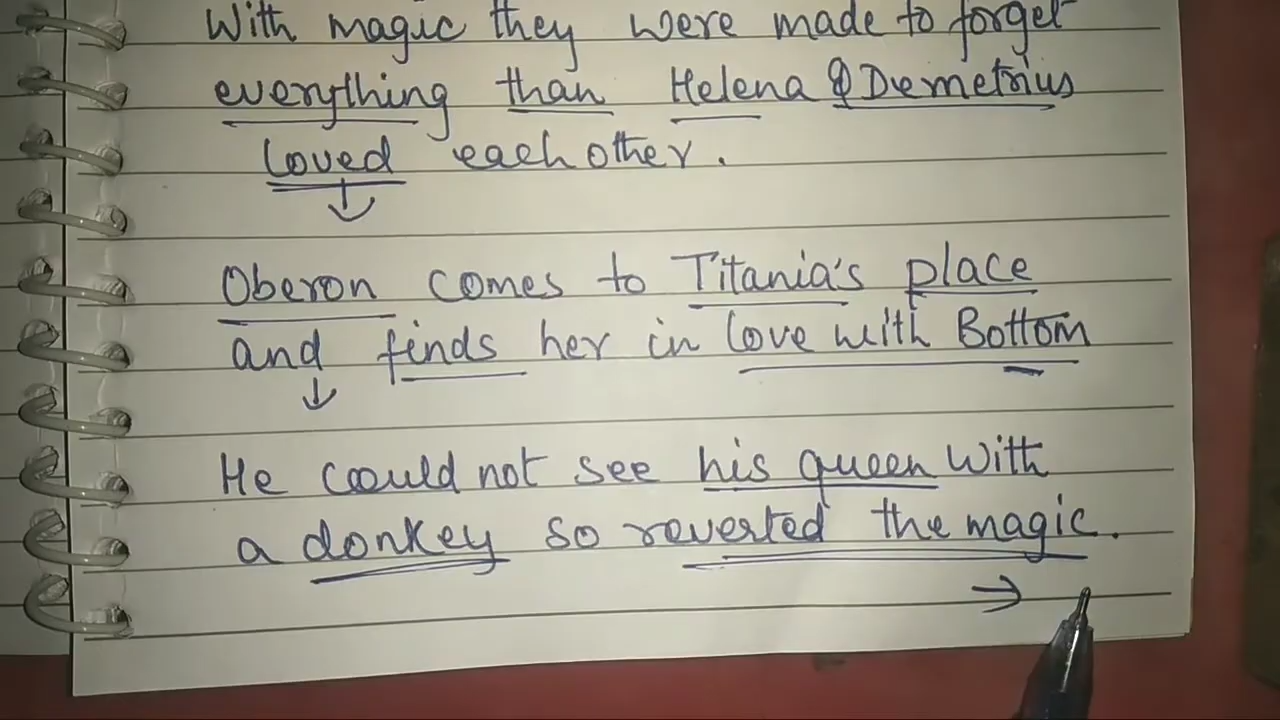 With magic they were made to forget
everything than Helena & Demetrius
loved each other.
↓
Oberon comes to Titania's place
and finds her in love with Bottom
↓
He could not see his queen with
a donkey so reverted the magic.
→